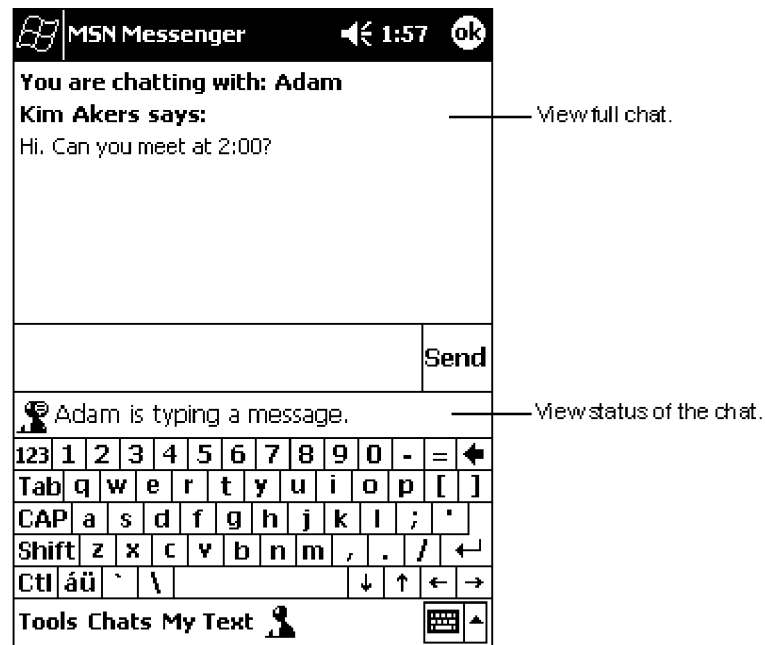 MSN Messenger 1:57 ok
You are chatting with: Adam
Kim Akers says:
View full chat.
Hi. Can you meet at 2:00?
Send
Adam is typing a message.
View status of the chat.
123 1 2 3 4 5 6 7 8 9 0 - =
Tab q w e r t y u i o p [ ]
CAP a s d f g h j k l ; '
Shift z x c v b n m , . /
Ctl áü ` \ ↓ ↑ ← →
Tools Chats My Text